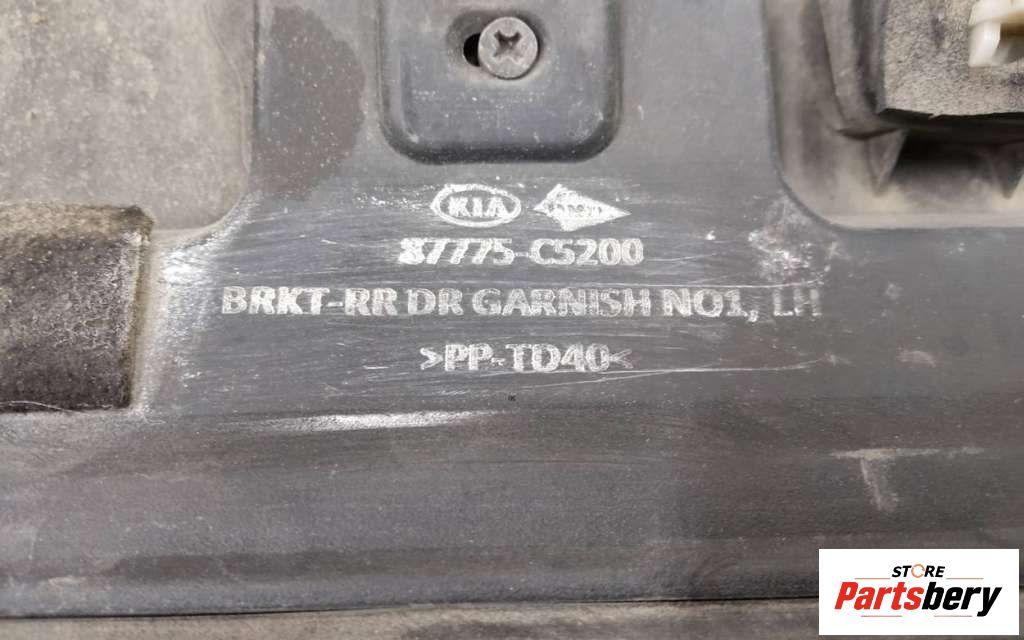 KIA
87775-C5200
BRKT-RR DR GARNISH NO1, LH
>PP-TD40<
STORE
Partsbery